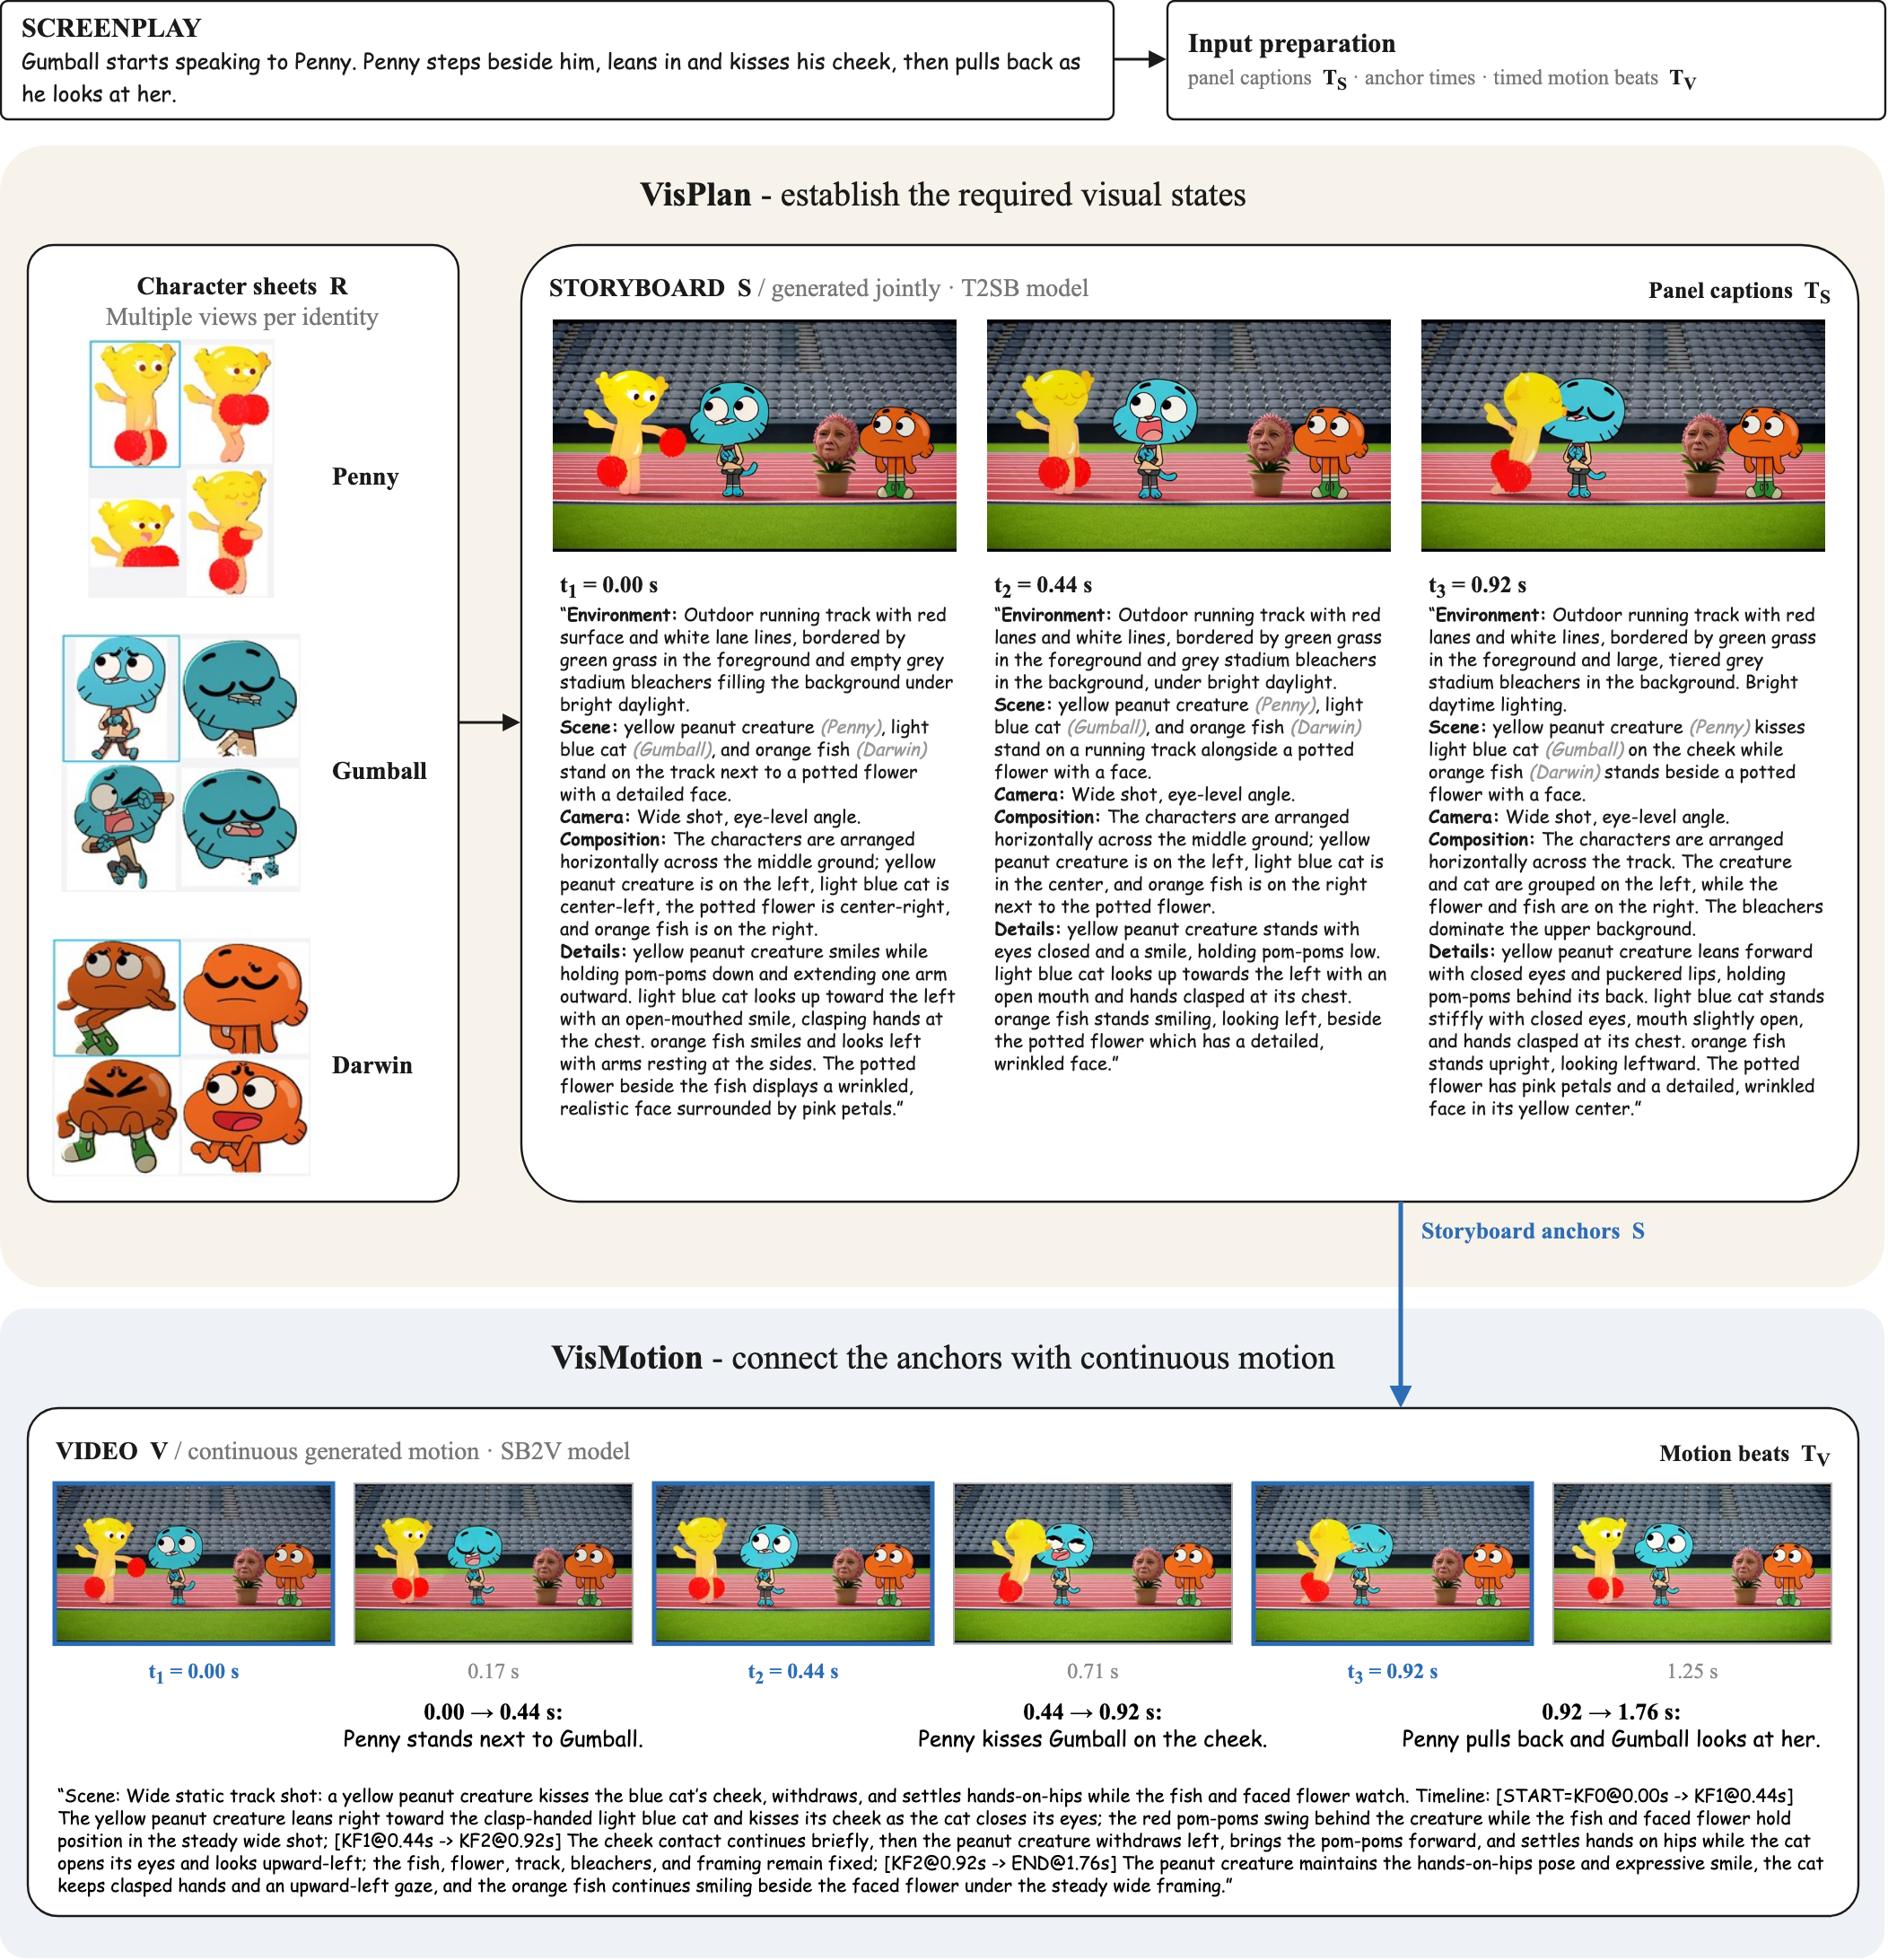 SCREENPLAY
Gumball starts speaking to Penny. Penny steps beside him, leans in and kisses his cheek, then pulls back as
he looks at her.
Input preparation
panel captions T_S · anchor times · timed motion beats T_V
VisPlan - establish the required visual states
Character sheets R
Multiple views per identity
Penny
Gumball
Darwin
STORYBOARD S / generated jointly · T2SB model
Panel captions T_S
t_1 = 0.00 s
“Environment: Outdoor running track with red
surface and white lane lines, bordered by
green grass in the foreground and empty grey
stadium bleachers filling the background under
bright daylight.
Scene: yellow peanut creature (Penny), light
blue cat (Gumball), and orange fish (Darwin)
stand on the track next to a potted flower
with a detailed face.
Camera: Wide shot, eye-level angle.
Composition: The characters are arranged
horizontally across the middle ground; yellow
peanut creature is on the left, light blue cat is
center-left, the potted flower is center-right,
and orange fish is on the right.
Details: yellow peanut creature smiles while
holding pom-poms down and extending one arm
outward. light blue cat looks up toward the left
with an open-mouthed smile, clasping hands at
the chest. orange fish smiles and looks left
with arms resting at the sides. The potted
flower beside the fish displays a wrinkled,
realistic face surrounded by pink petals.”
t_2 = 0.44 s
“Environment: Outdoor running track with red
lanes and white lines, bordered by green grass
in the foreground and grey stadium bleachers
in the background, under bright daylight.
Scene: yellow peanut creature (Penny), light
blue cat (Gumball), and orange fish (Darwin)
stand on a running track alongside a potted
flower with a face.
Camera: Wide shot, eye-level angle.
Composition: The characters are arranged
horizontally across the middle ground; yellow
peanut creature is on the left, light blue cat is
in the center, and orange fish is on the right
next to the potted flower.
Details: yellow peanut creature stands with
eyes closed and a smile, holding pom-poms low.
light blue cat looks up towards the left with an
open mouth and hands clasped at its chest.
orange fish stands smiling, looking left, beside
the potted flower which has a detailed,
wrinkled face.”
t_3 = 0.92 s
“Environment: Outdoor running track with red
lanes and white lines, bordered by green grass
in the foreground and large, tiered grey
stadium bleachers in the background. Bright
daytime lighting.
Scene: yellow peanut creature (Penny) kisses
light blue cat (Gumball) on the cheek while
orange fish (Darwin) stands beside a potted
flower with a face.
Camera: Wide shot, eye-level angle.
Composition: The characters are arranged
horizontally across the track. The creature
and cat are grouped on the left, while the
flower and fish are on the right. The bleachers
dominate the upper background.
Details: yellow peanut creature leans forward
with closed eyes and puckered lips, holding
pom-poms behind its back. light blue cat stands
stiffly with closed eyes, mouth slightly open,
and hands clasped at its chest. orange fish
stands upright, looking leftward. The potted
flower has pink petals and a detailed, wrinkled
face in its yellow center.”
Storyboard anchors S
VisMotion - connect the anchors with continuous motion
VIDEO V / continuous generated motion · SB2V model
Motion beats T_V
t_1 = 0.00 s
0.17 s
t_2 = 0.44 s
0.71 s
t_3 = 0.92 s
1.25 s
0.00 → 0.44 s:
Penny stands next to Gumball.
0.44 → 0.92 s:
Penny kisses Gumball on the cheek.
0.92 → 1.76 s:
Penny pulls back and Gumball looks at her.
“Scene: Wide static track shot: a yellow peanut creature kisses the blue cat’s cheek, withdraws, and settles hands-on-hips while the fish and faced flower watch. Timeline: [START=KF0@0.00s -> KF1@0.44s]
The yellow peanut creature leans right toward the clasp-handed light blue cat and kisses its cheek as the cat closes its eyes; the red pom-poms swing behind the creature while the fish and faced flower hold
position in the steady wide shot; [KF1@0.44s -> KF2@0.92s] The cheek contact continues briefly, then the peanut creature withdraws left, brings the pom-poms forward, and settles hands on hips while the cat
opens its eyes and looks upward-left; the fish, flower, track, bleachers, and framing remain fixed; [KF2@0.92s -> END@1.76s] The peanut creature maintains the hands-on-hips pose and expressive smile, the cat
keeps clasped hands and an upward-left gaze, and the orange fish continues smiling beside the faced flower under the steady wide framing.”